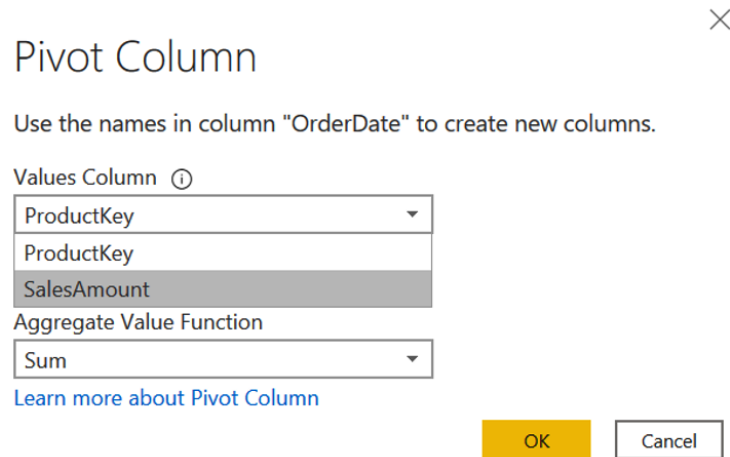 Pivot Column
Use the names in column "OrderDate" to create new columns.
Values Column
ProductKey
ProductKey
SalesAmount
Aggregate Value Function
Sum
Learn more about Pivot Column
OK Cancel